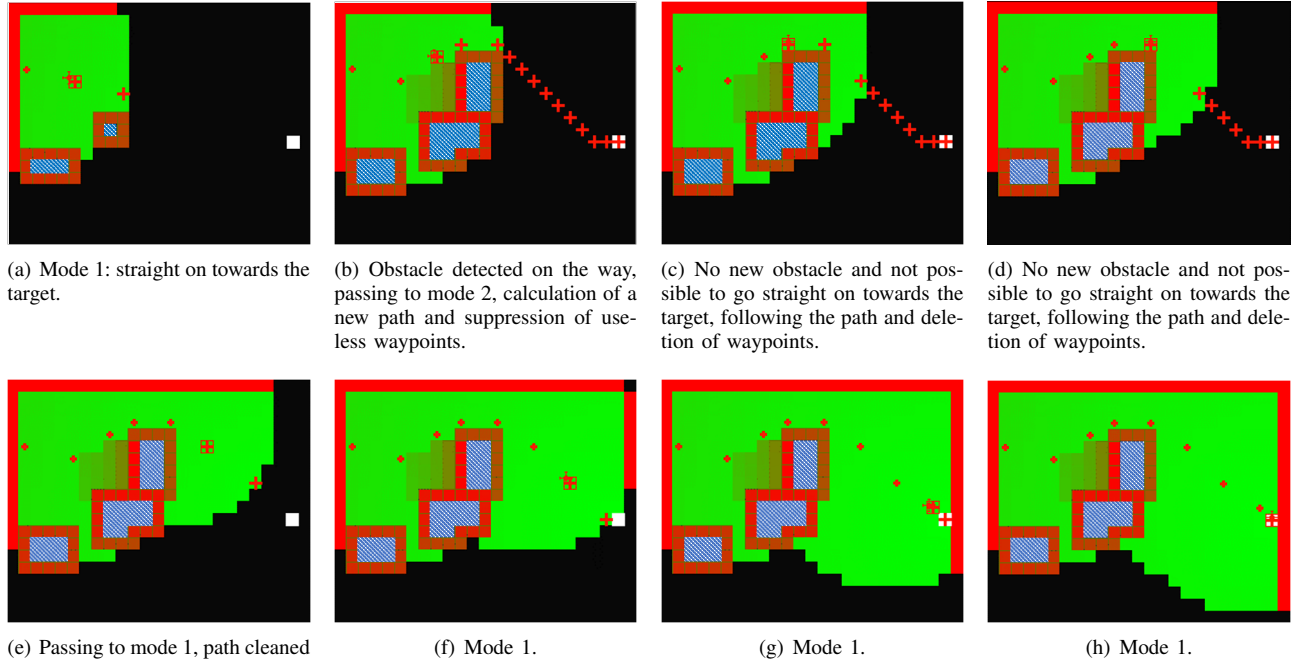 (a) Mode 1: straight on towards the
target.
(b) Obstacle detected on the way,
passing to mode 2, calculation of a
new path and suppression of use-
less waypoints.
(c) No new obstacle and not pos-
sible to go straight on towards the
target, following the path and dele-
tion of waypoints.
(d) No new obstacle and not pos-
sible to go straight on towards the
target, following the path and dele-
tion of waypoints.
(e) Passing to mode 1, path cleaned
(f) Mode 1.
(g) Mode 1.
(h) Mode 1.